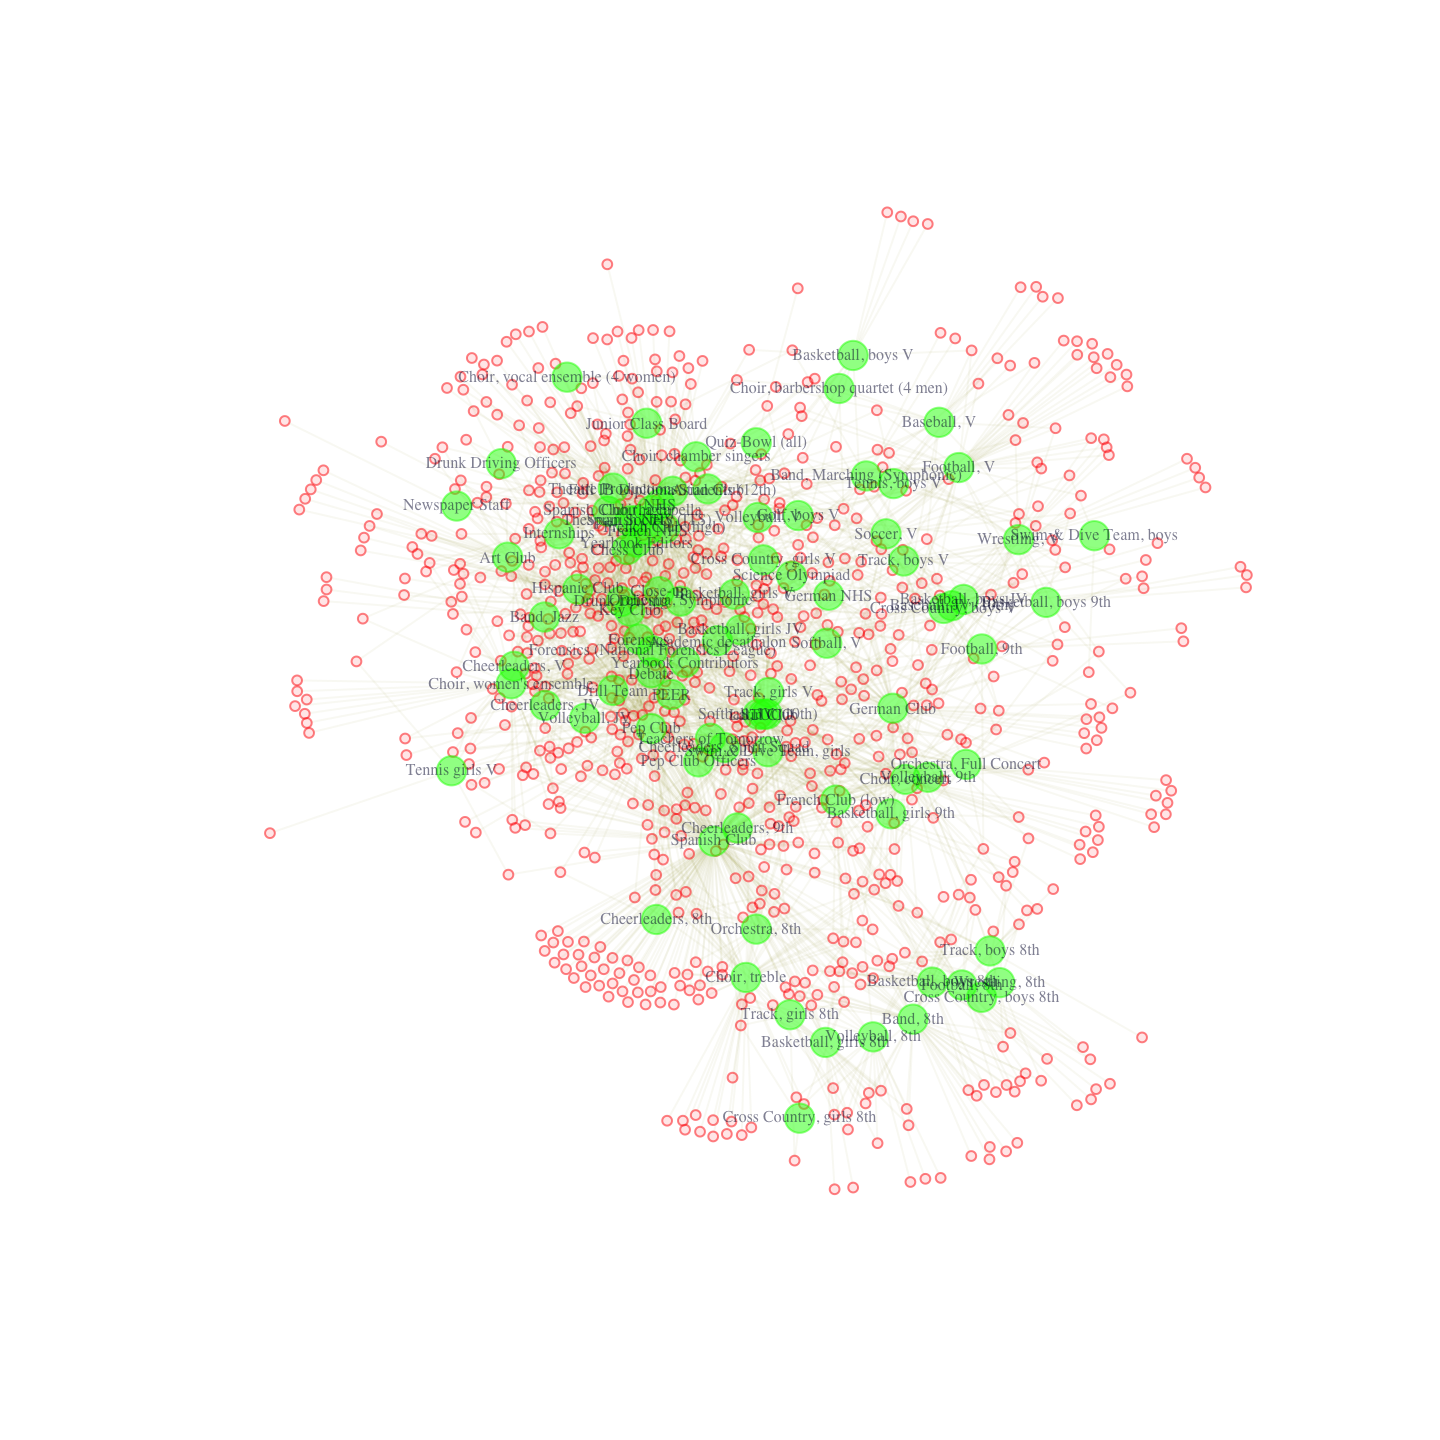 Basketball, boys V
Choir, vocal ensemble (4 women)
Choir, barbershop quartet (4 men)
Junior Class Board
Baseball, V
Quiz-Bowl (all)
Choir, chamber singers
Drunk Driving Officers
Football, V
Band, Marching (Symphonic)
Tennis, boys V
Newspaper Staff
NHS
Volleyball, V
Golf, boys V
Internships
Soccer, V
Swim & Dive Team, boys
Wrestling, V
Yearbook Editors
Chess Club
Art Club
Cross Country, girls V
Track, boys V
Science Olympiad
Hispanic Club
Close-up
Basketball, girls V
German NHS
Basketball, boys JV
Basketball, boys 9th
Cross Country, boys V
Key Club
Band, Jazz
Basketball, girls JV
Forensics
Academic decathalon
Softball, V
Forensics (National Forensics League)
Football, 9th
Yearbook Contributors
Cheerleaders, V
Debate
Choir, women's ensemble
Drill Team
PEER
Track, girls V
Cheerleaders, JV
German Club
Volleyball, JV
Pep Club
Teachers of Tomorrow
Cheerleaders, Spirit Squad
Swim & Dive Team, girls
Pep Club Officers
Tennis girls V
Orchestra, Full Concert
Volleyball, 9th
Choir, concert
French Club (low)
Basketball, girls 9th
Cheerleaders, 9th
Spanish Club
Cheerleaders, 8th
Orchestra, 8th
Track, boys 8th
Choir, treble
Basketball, boys 8th
Football, 8th
Wrestling, 8th
Cross Country, boys 8th
Track, girls 8th
Band, 8th
Volleyball, 8th
Basketball, girls 8th
Cross Country, girls 8th